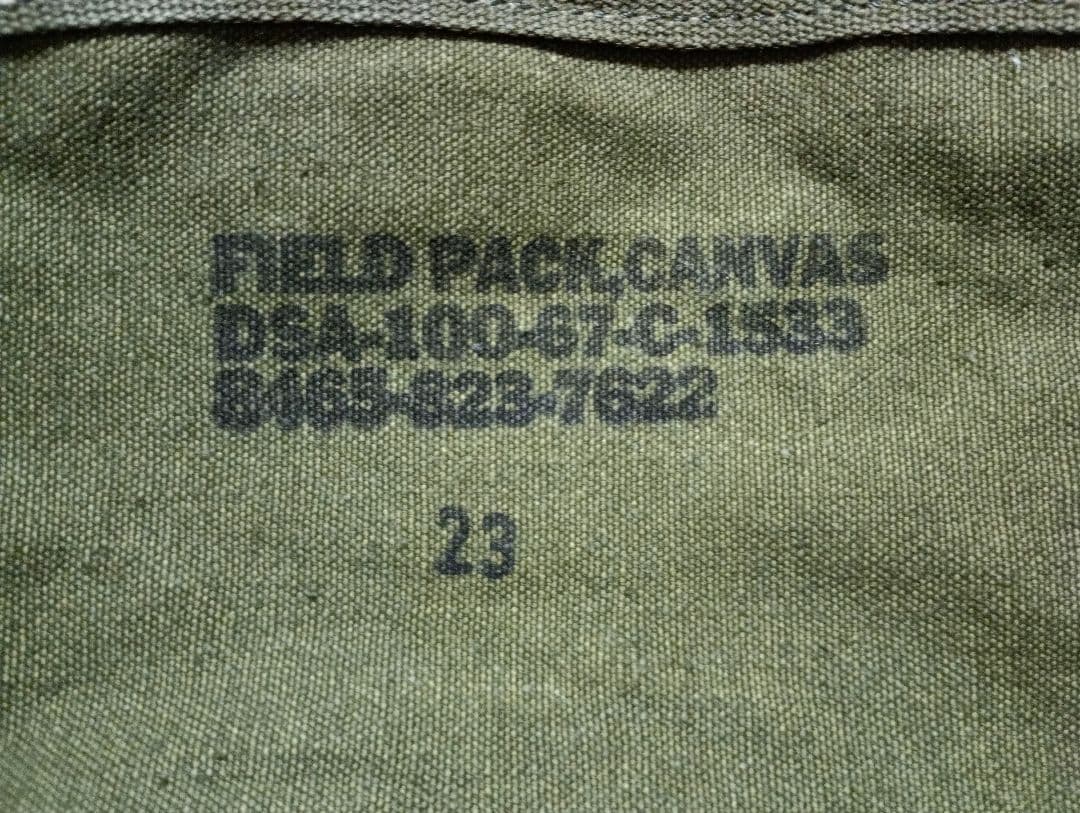 FIELD PACK, CANVAS
DSA-100-67-C-1533
8465-823-7622
23